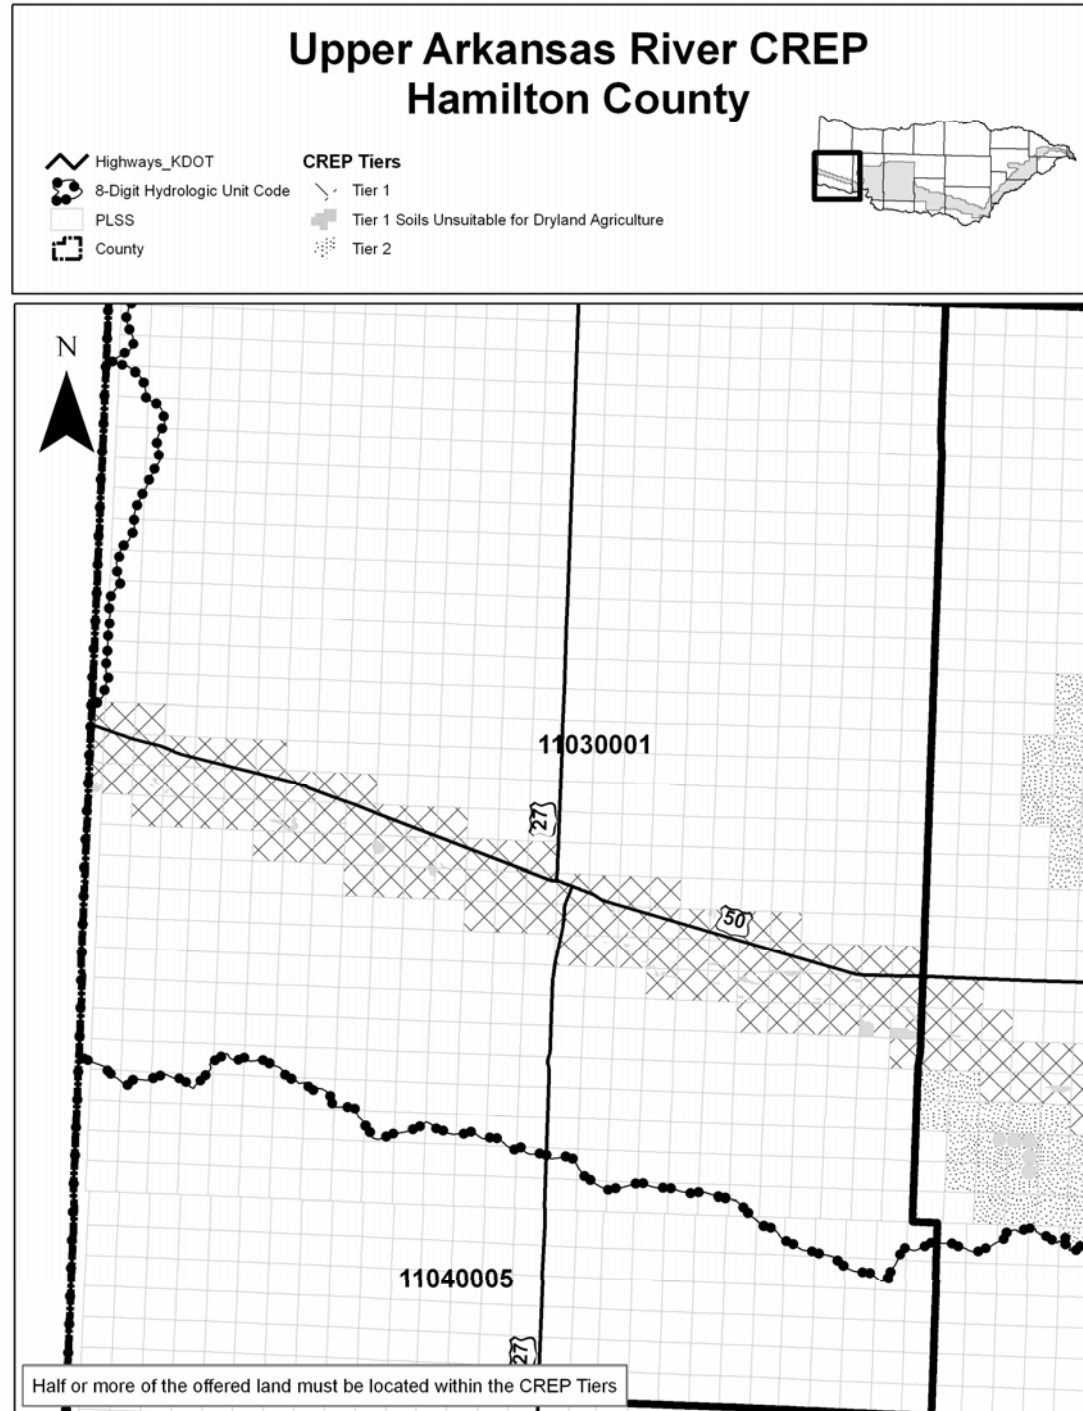 Upper Arkansas River CREP
Hamilton County
Highways_KDOT
8-Digit Hydrologic Unit Code
PLSS
County
CREP Tiers
Tier 1
Tier 1 Soils Unsuitable for Dryland Agriculture
Tier 2
N
11030001
27
50
11040005
27
Half or more of the offered land must be located within the CREP Tiers